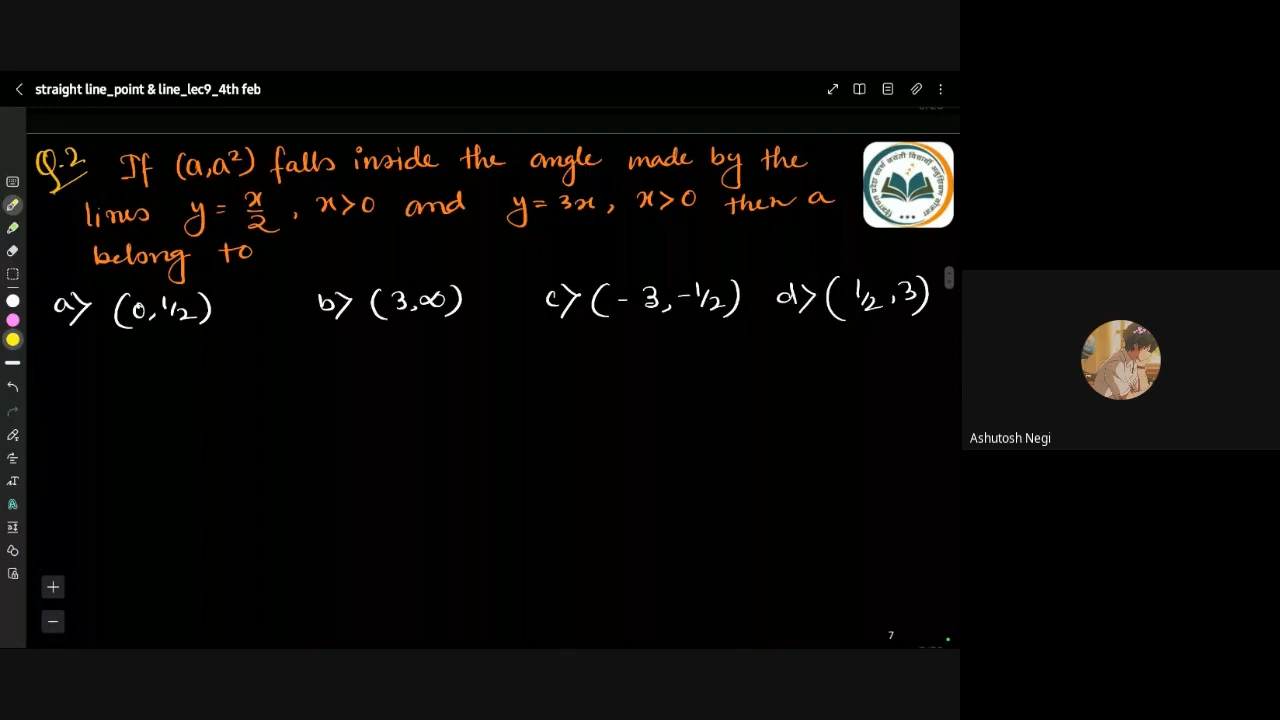 straight line_point & line_lec9_4th feb
Q.2 If (a,a²) falls inside the angle made by the
lines y = x/2 , x>0 and y = 3x, x>0 then a
belong to
a> (0,1/2) b> (3,∞) c> (-3,-1/2) d> (1/2,3)
Ashutosh Negi
7